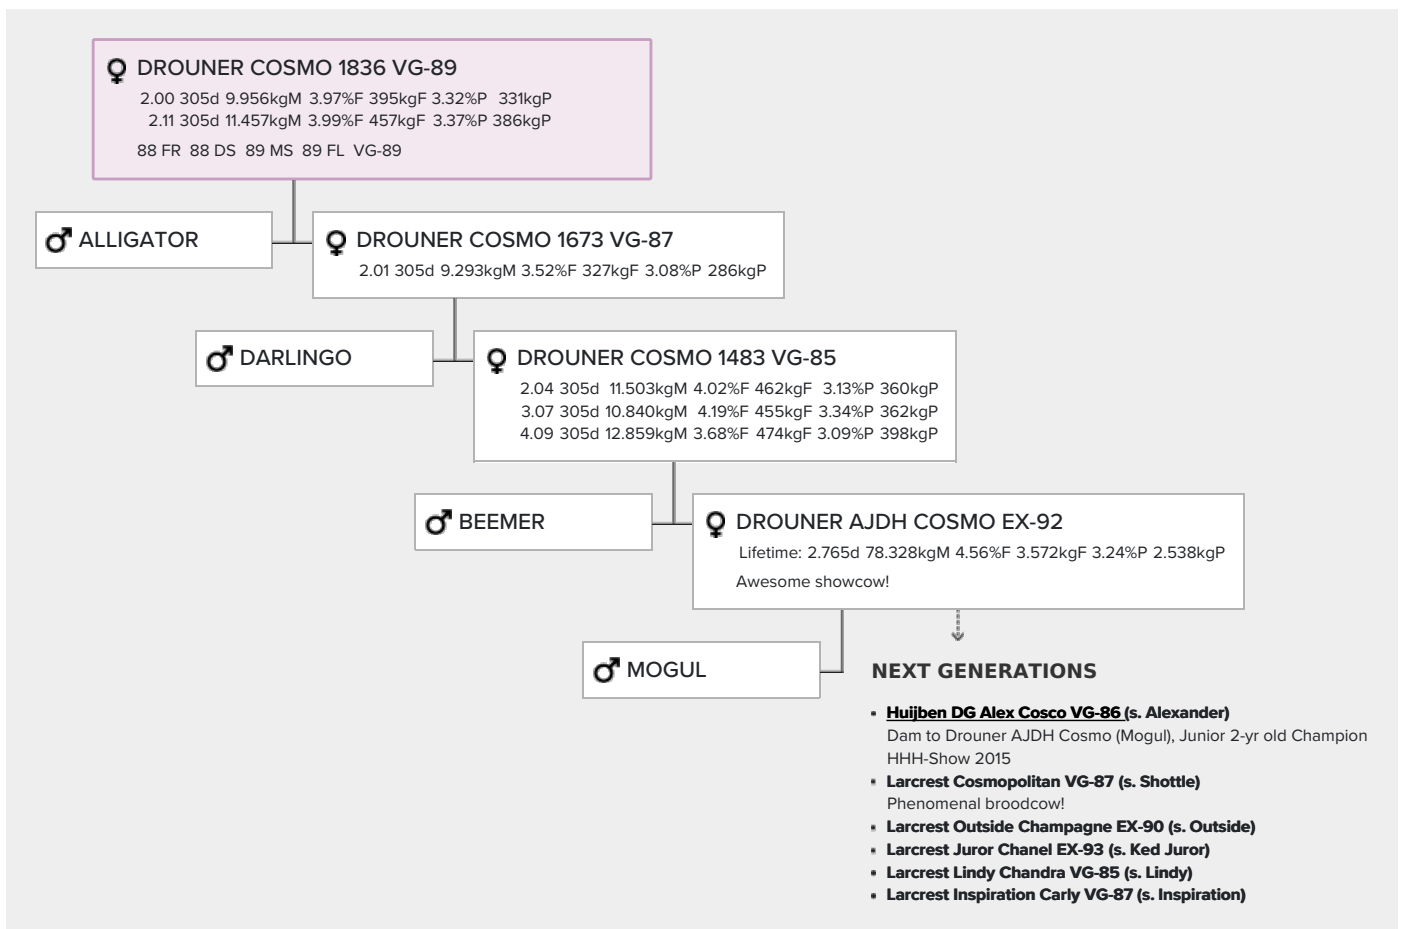 DROUNER COSMO 1836 VG-89
2.00 305d 9.956kgM 3.97%F 395kgF 3.32%P 331kgP
2.11 305d 11.457kgM 3.99%F 457kgF 3.37%P 386kgP
88 FR 88 DS 89 MS 89 FL VG-89
ALLIGATOR
DROUNER COSMO 1673 VG-87
2.01 305d 9.293kgM 3.52%F 327kgF 3.08%P 286kgP
DARLINGO
DROUNER COSMO 1483 VG-85
2.04 305d 11.503kgM 4.02%F 462kgF 3.13%P 360kgP
3.07 305d 10.840kgM 4.19%F 455kgF 3.34%P 362kgP
4.09 305d 12.859kgM 3.68%F 474kgF 3.09%P 398kgP
BEEMER
DROUNER AJDH COSMO EX-92
Lifetime: 2.765d 78.328kgM 4.56%F 3.572kgF 3.24%P 2.538kgP
Awesome showcow!
MOGUL
NEXT GENERATIONS
Huijben DG Alex Cosco VG-86 (s. Alexander)
Dam to Drouner AJDH Cosmo (Mogul), Junior 2-yr old Champion
HHH-Show 2015
Larcrest Cosmopolitan VG-87 (s. Shottle)
Phenomenal broodcow!
Larcrest Outside Champagne EX-90 (s. Outside)
Larcrest Juror Chanel EX-93 (s. Ked Juror)
Larcrest Lindy Chandra VG-85 (s. Lindy)
Larcrest Inspiration Carly VG-87 (s. Inspiration)